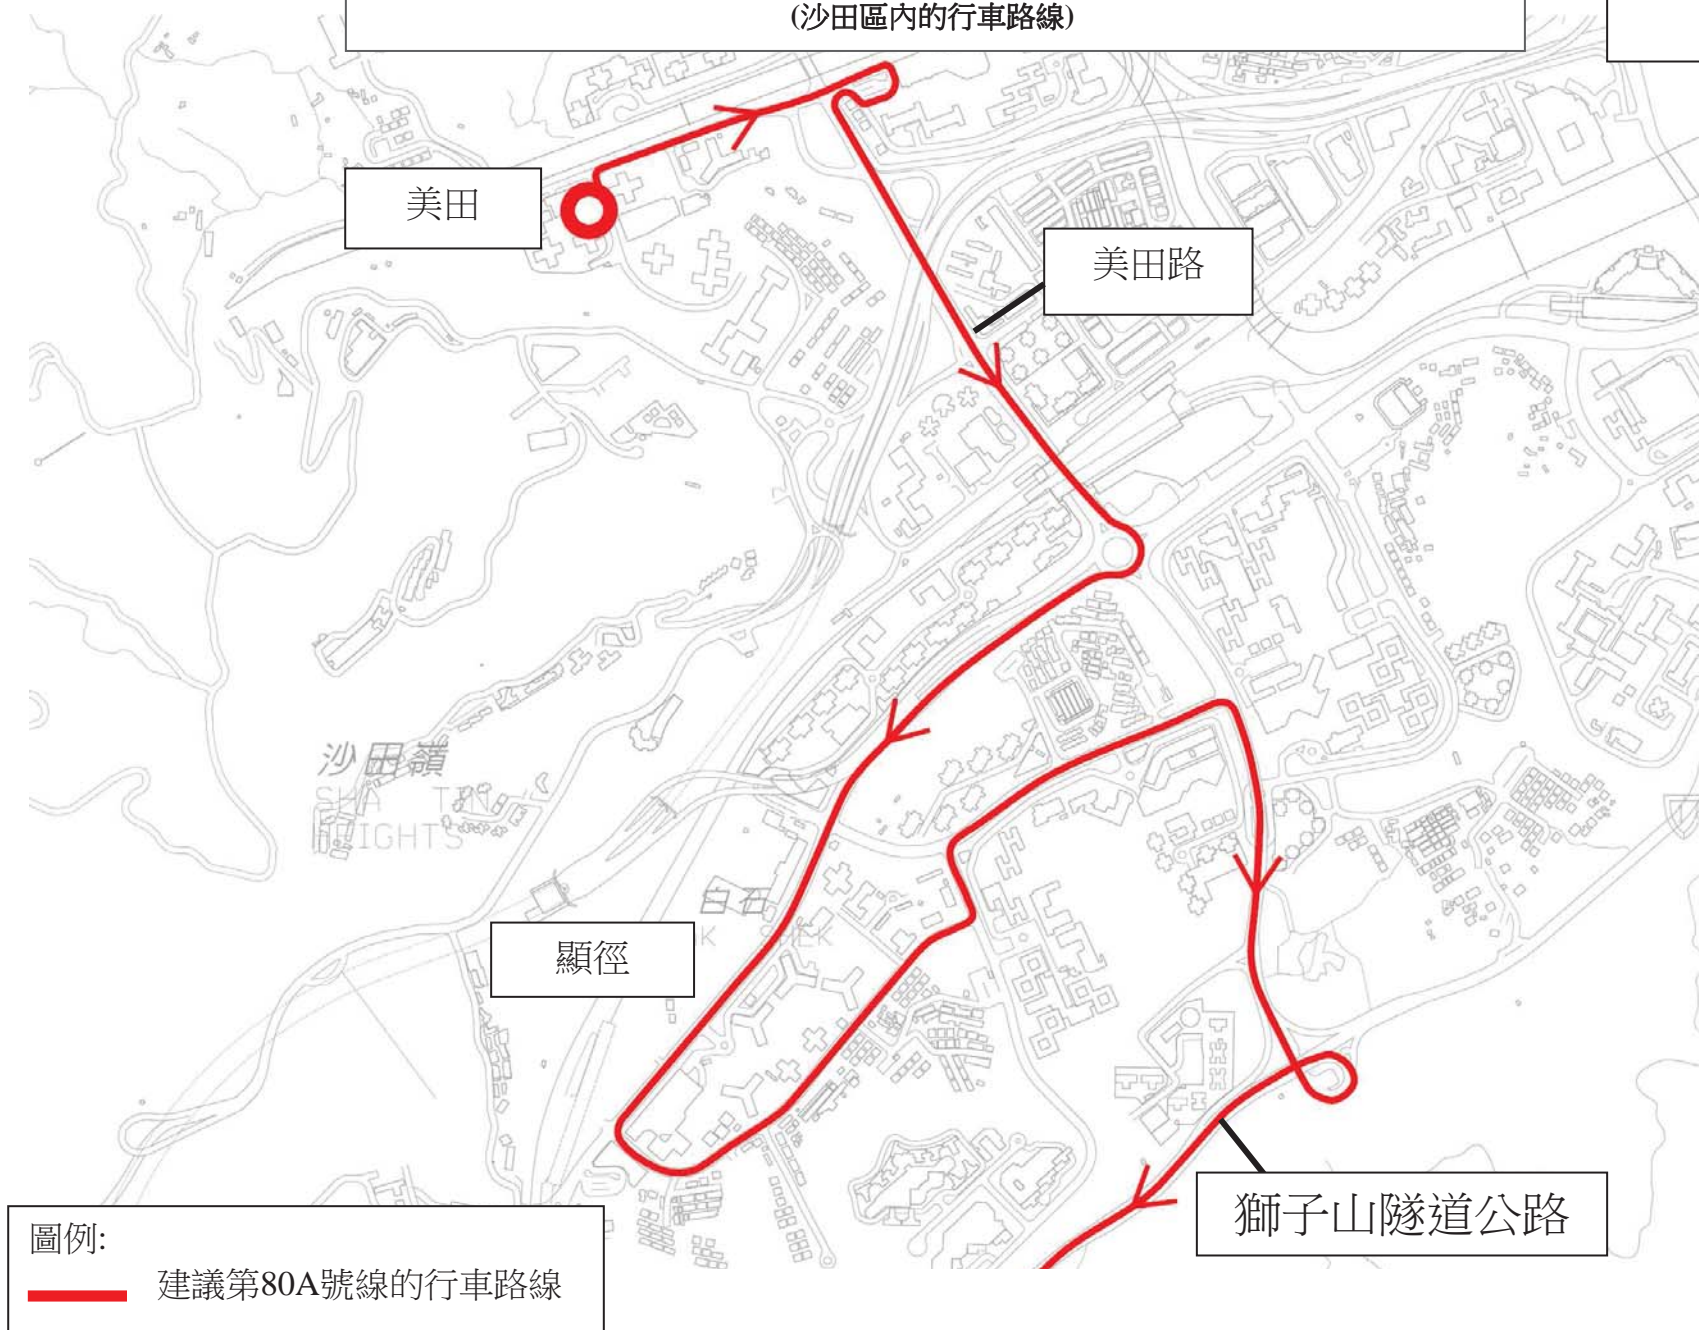 (沙田區內的行車路線)
美田
美田路
沙田嶺
SHA TIN
HEIGHTS
白石
顯徑
獅子山隧道公路
圖例:
建議第80A號線的行車路線